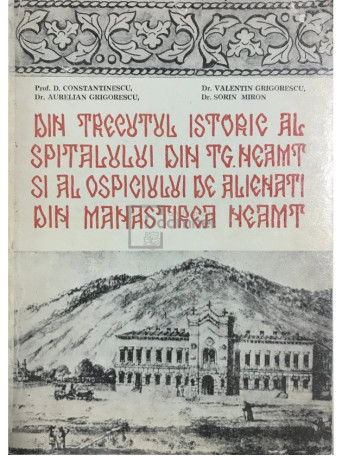 Prof. D. CONSTANTINESCU, Dr. VALENTIN GRIGORESCU,
Dr. AURELIAN GRIGORESCU, Dr. SORIN MIRON
DIN TRECUTUL ISTORIC AL
SPITALULUI DIN TG. NEAMT
SI AL OSPICIULUI DE ALIENATI
DIN MANASTIREA NEAMT